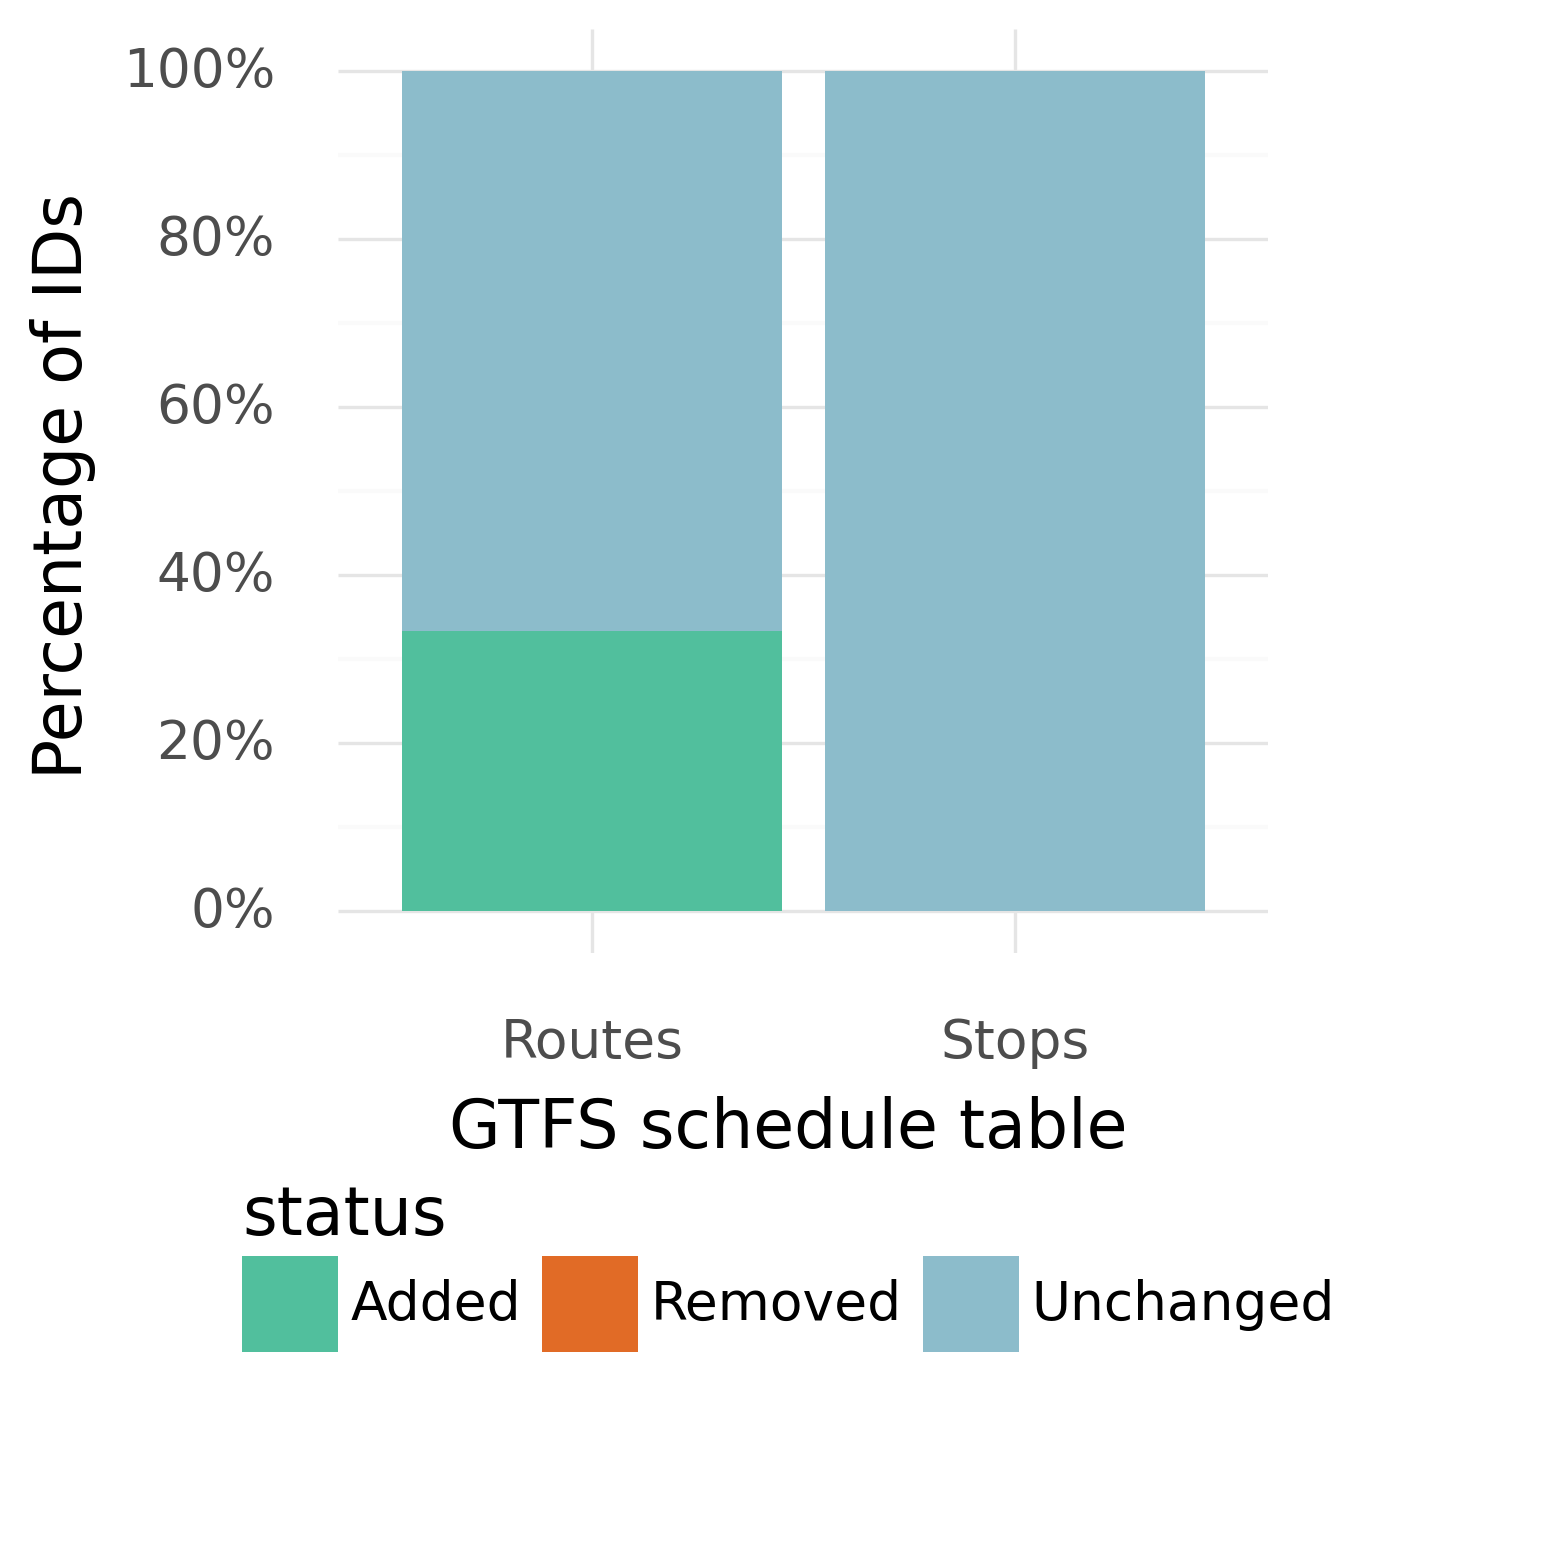 Percentage of IDs
100%
80%
60%
40%
20%
0%
Routes Stops
GTFS schedule table
status
Added Removed Unchanged